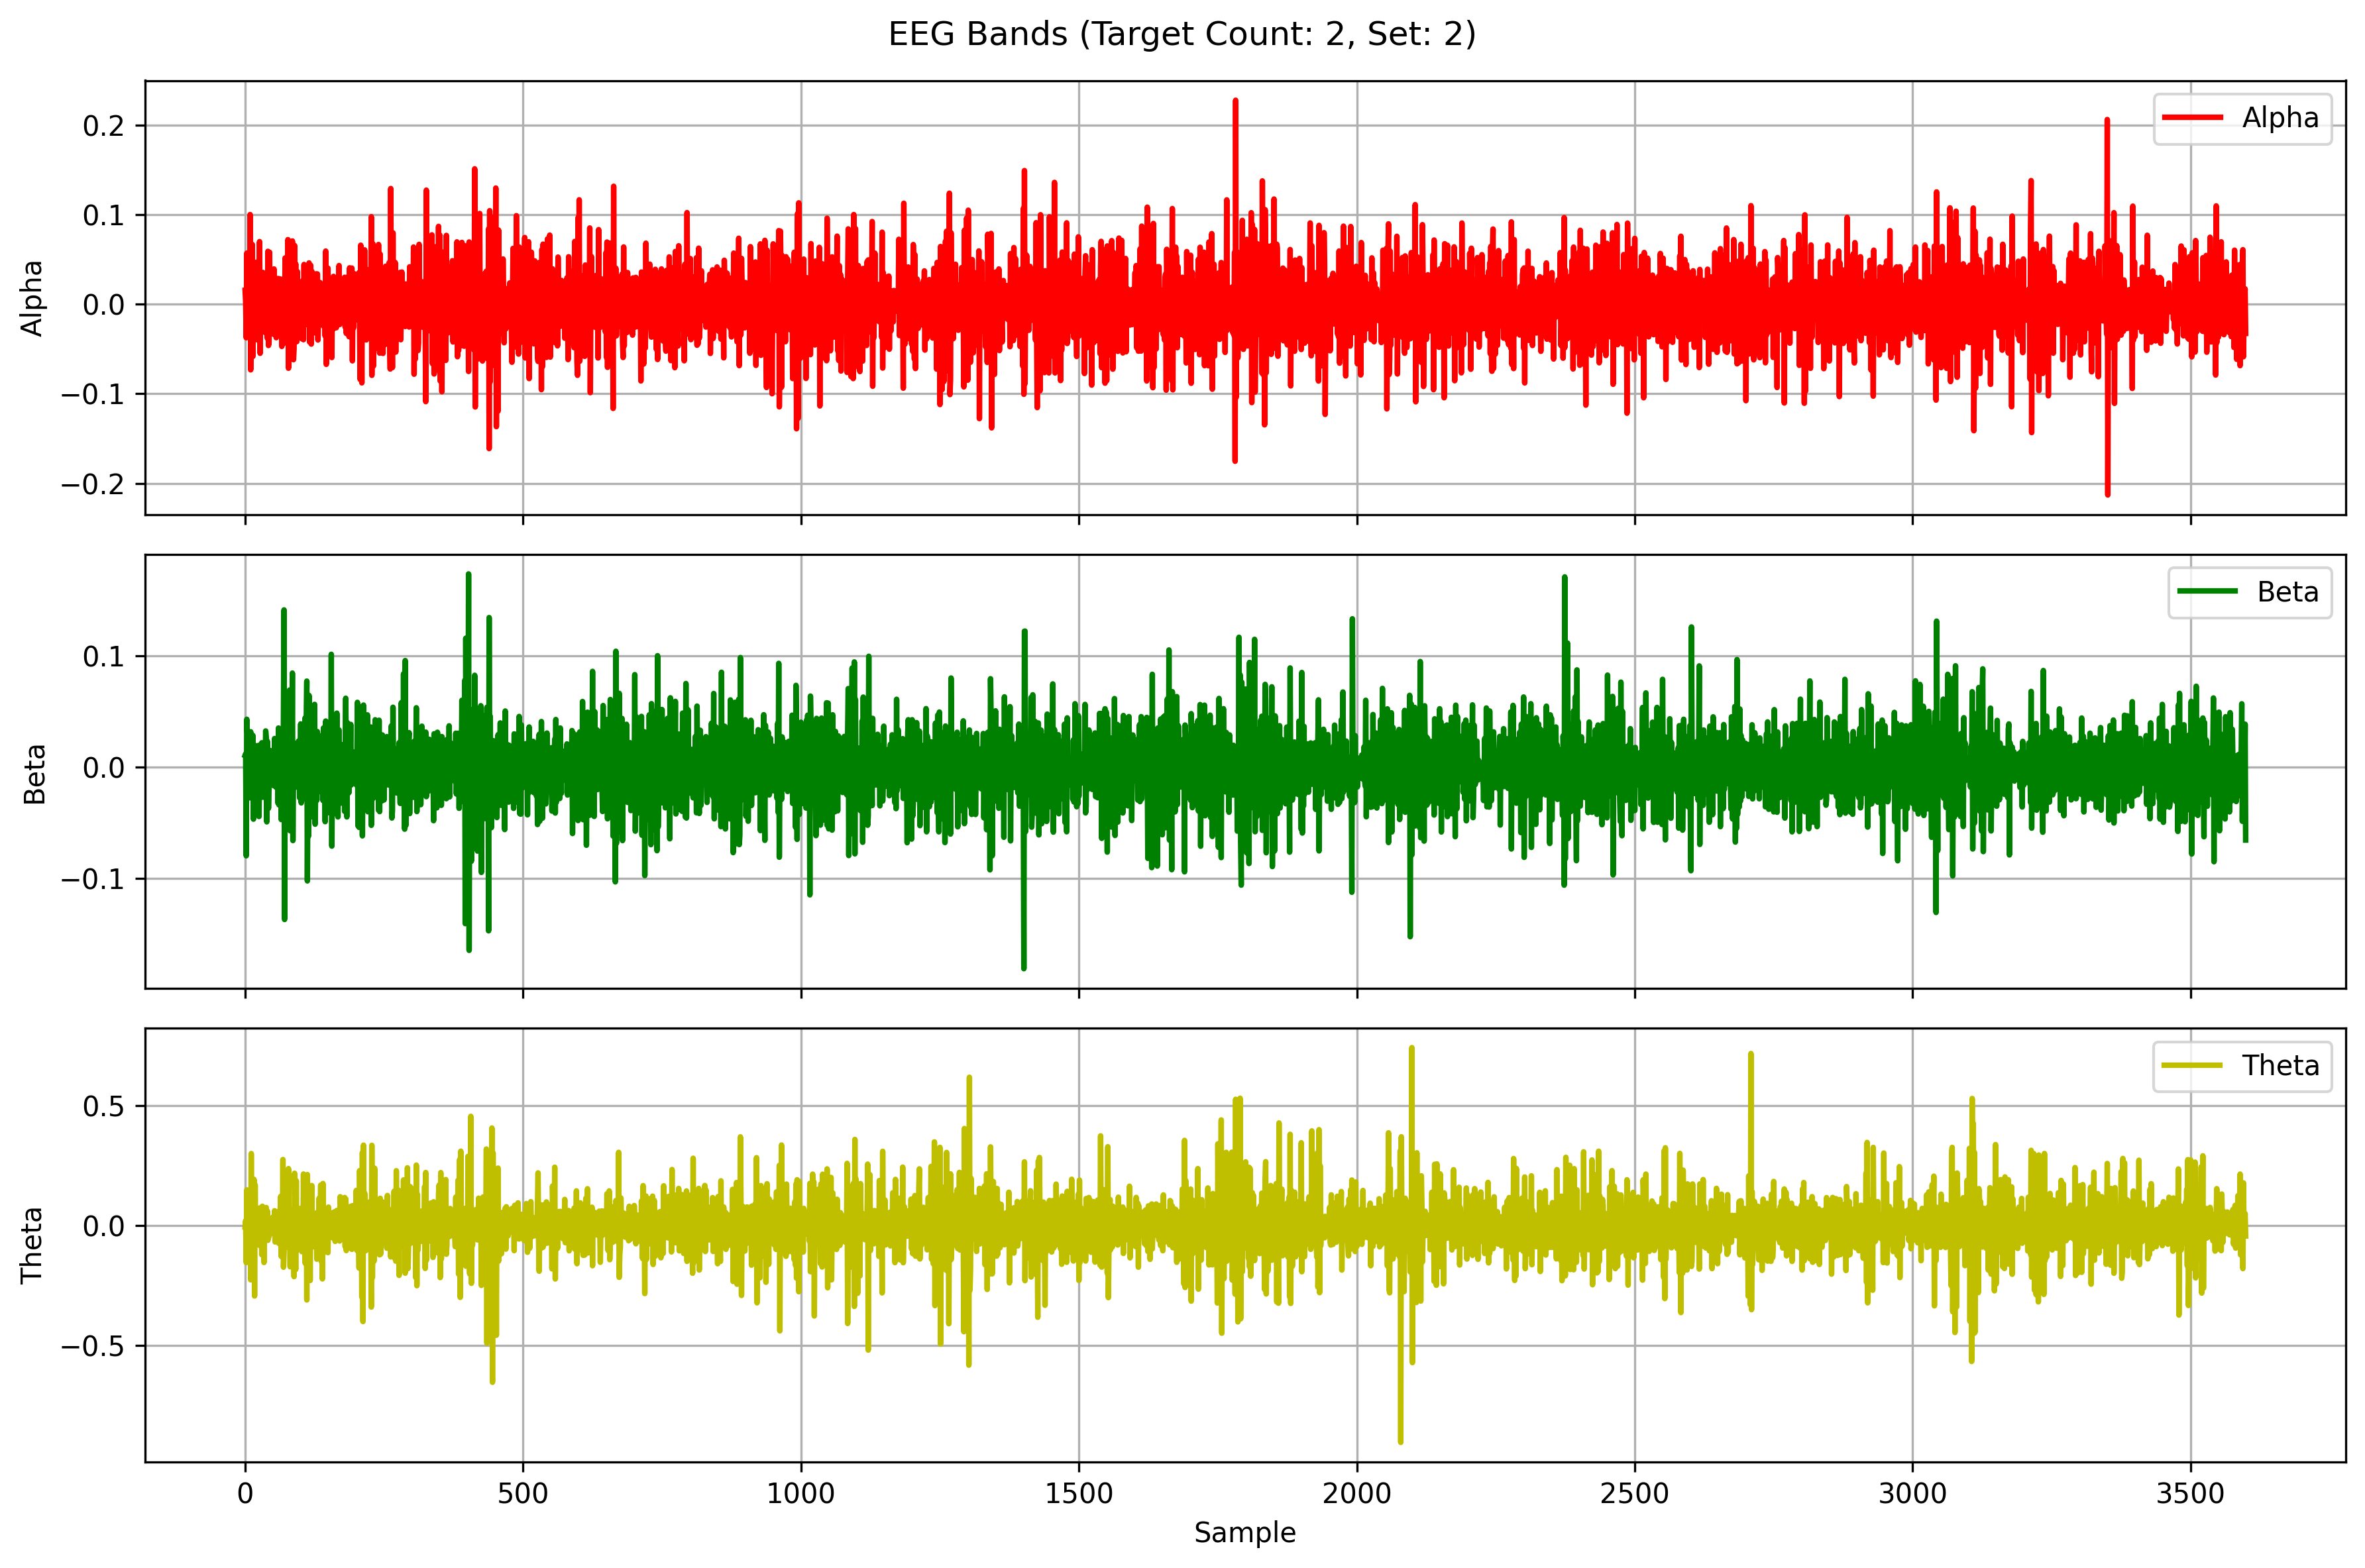 EEG Bands (Target Count: 2, Set: 2)
Alpha
0.2
0.1
0.0
−0.1
−0.2
Alpha
Beta
0.1
0.0
−0.1
Beta
Theta
0.5
0.0
−0.5
Theta
0 500 1000 1500 2000 2500 3000 3500
Sample